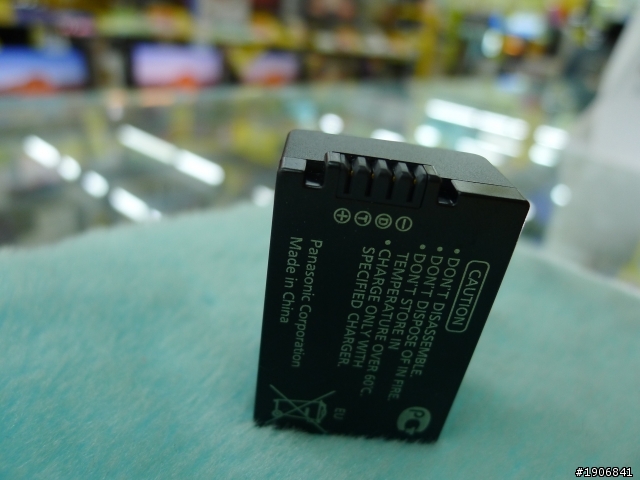 + T D -
CAUTION
• DON'T DISASSEMBLE.
• DON'T DISPOSE OF IN FIRE.
• DON'T STORE IN
TEMPERATURE OVER 60°C.
• CHARGE ONLY WITH
SPECIFIED CHARGER.
Panasonic Corporation
Made in China
EU
#1906841